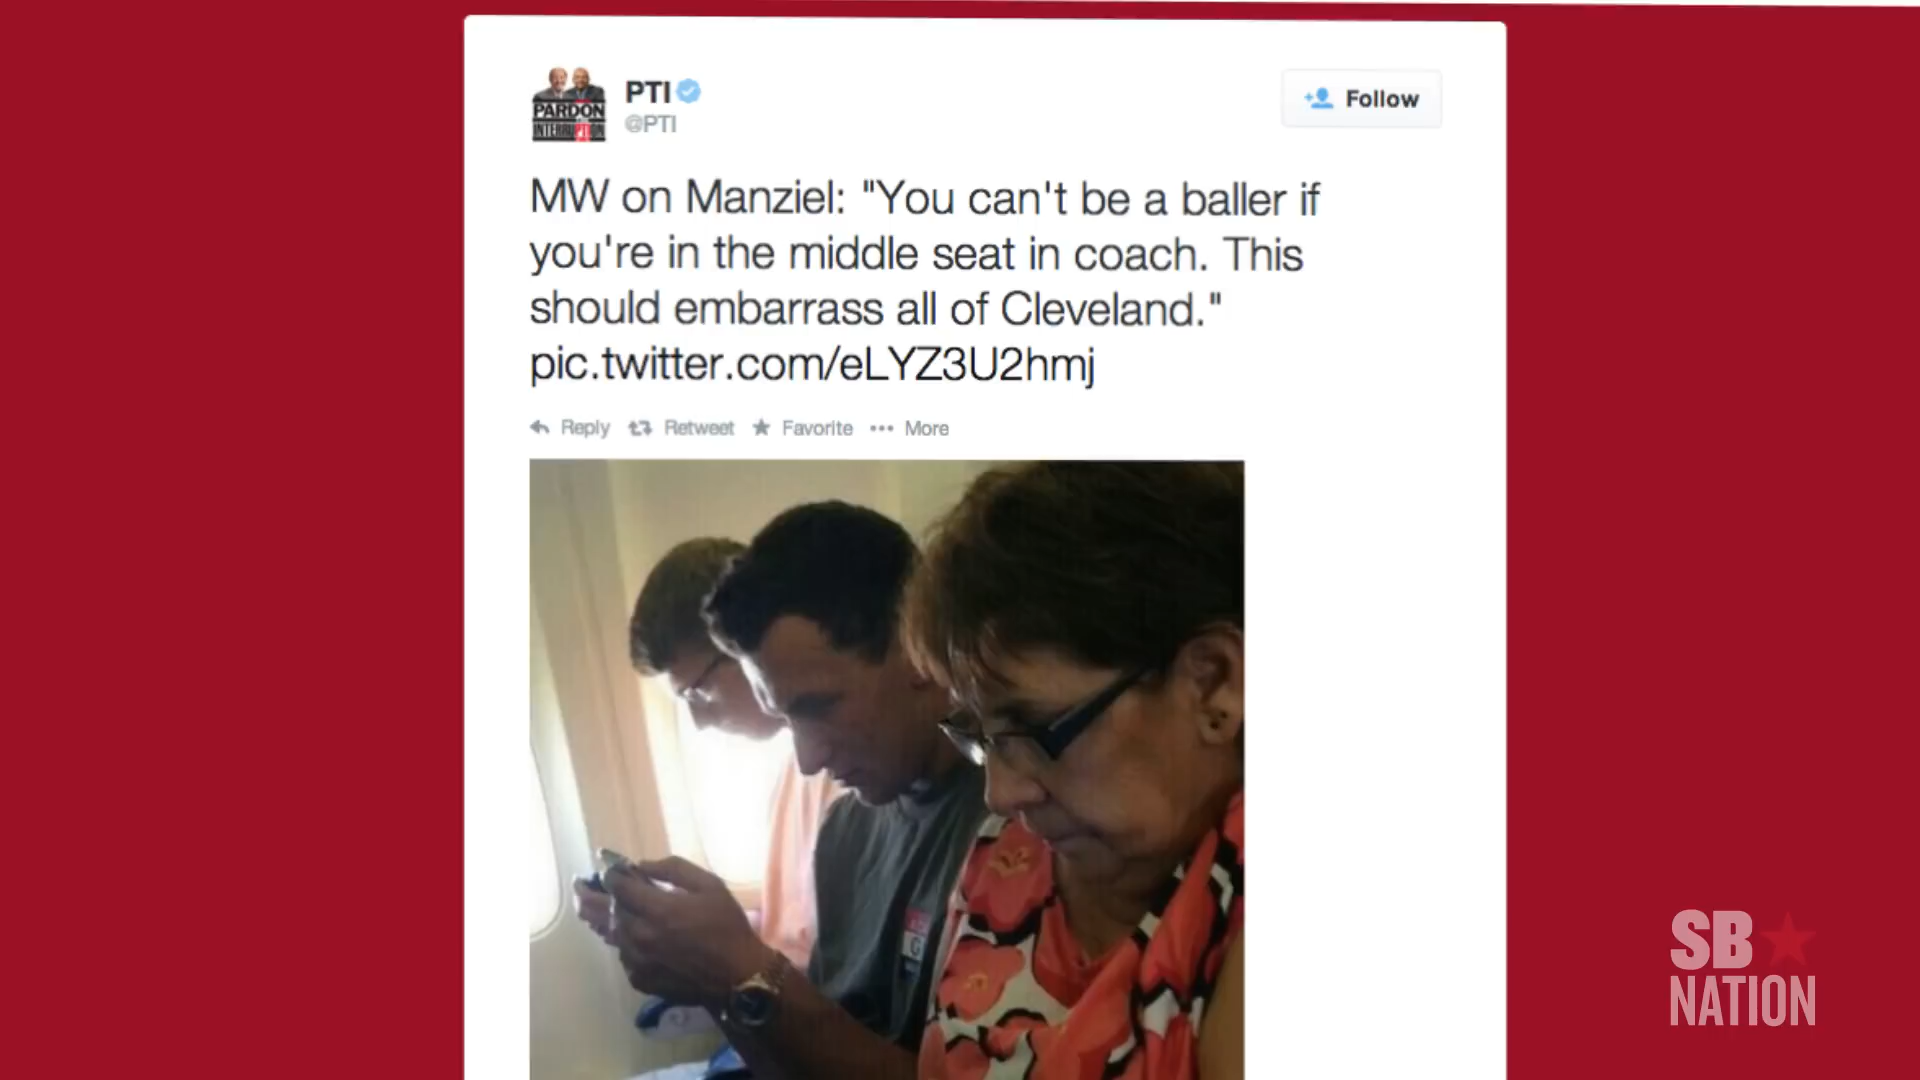 PTI
@PTI
PARDON
INTERRUPTION
Follow
MW on Manziel: "You can't be a baller if
you're in the middle seat in coach. This
should embarrass all of Cleveland."
pic.twitter.com/eLYZ3U2hmj
Reply Retweet Favorite More
G
SB
NATION